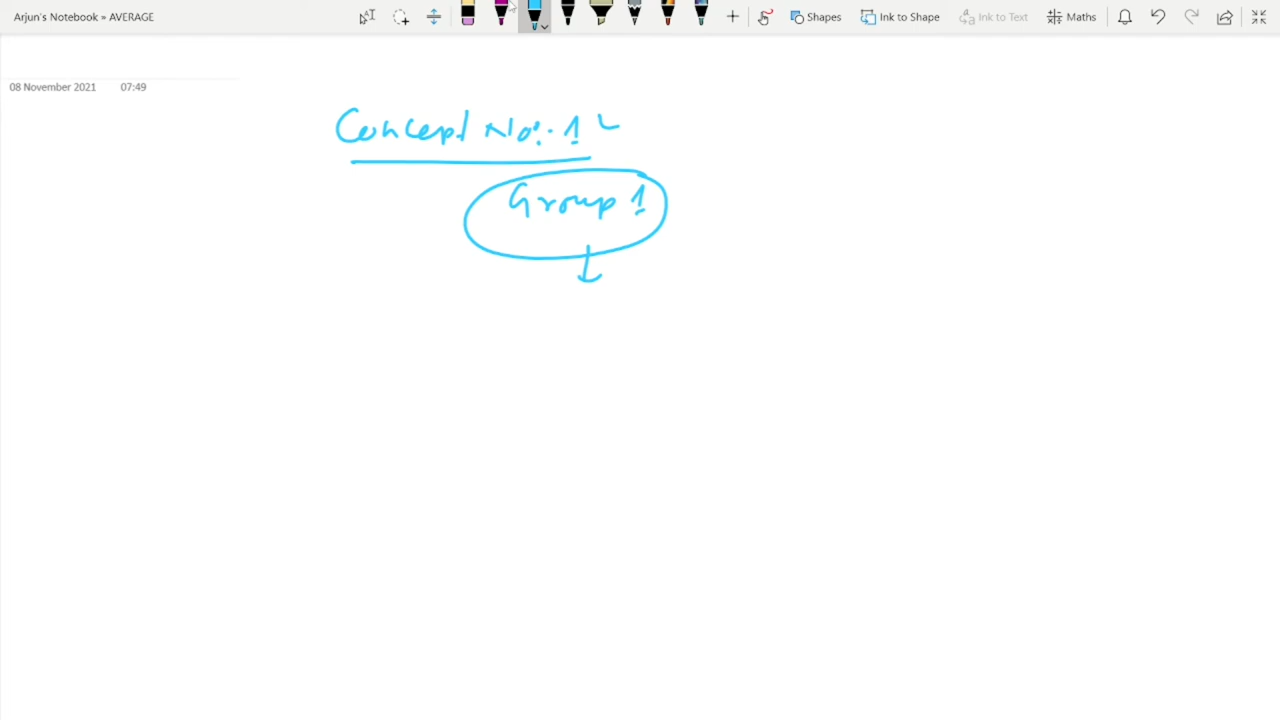 Arjun's Notebook » AVERAGE
Shapes
Ink to Shape
Ink to Text
Maths
08 November 2021 07:49
Concept No:- 1
Group 1